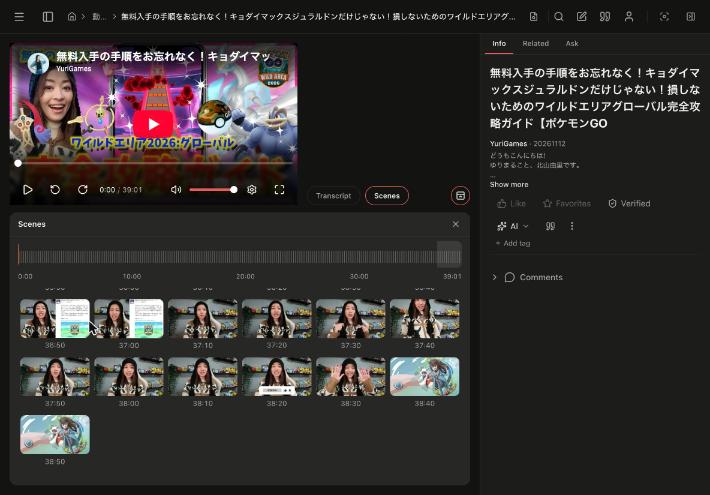 動...
無料入手の手順をお忘れなく！キョダイマックスジュラルドンだけじゃない！損しないためのワイルドエリアグ...
無料入手の手順をお忘れなく！キョダイマッ
YuriGames
WILD AREA
2026
ワイルドエリア2026:グローバル
0:00 / 39:01
Transcript
Scenes
Scenes
0:00
10:00
20:00
30:00
39:01
36:50
37:00
37:10
37:20
37:30
37:40
37:50
38:00
38:10
38:20
38:30
38:40
38:50
Info
Related
Ask
無料入手の手順をお忘れなく！キョダイマ
ックスジュラルドンだけじゃない！損しな
いためのワイルドエリアグローバル完全攻
略ガイド【ポケモンGO
YuriGames · 20261112
どうもこんにちは!
ゆりまること、北山由里です。
...
Show more
Like
Favorites
Verified
AI
+ Add tag
Comments